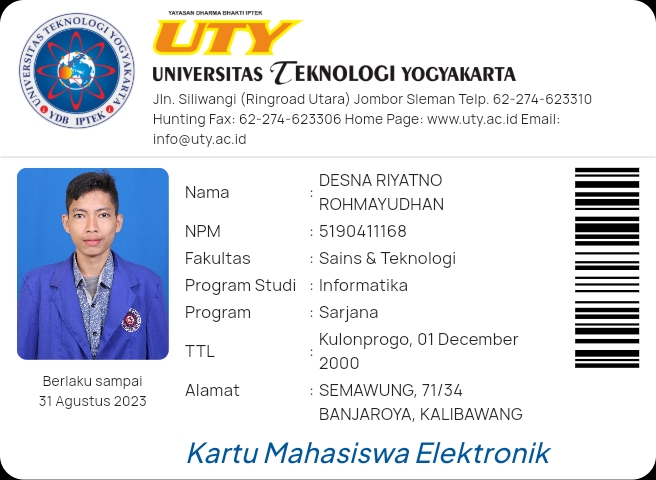 YAYASAN DHARMA BHAKTI IPTEK
UTY
UNIVERSITAS TEKNOLOGI YOGYAKARTA
YDB IPTEK
UNIVERSITAS TEKNOLOGI YOGYAKARTA
Jln. Siliwangi (Ringroad Utara) Jombor Sleman Telp. 62-274-623310
Hunting Fax: 62-274-623306 Home Page: www.uty.ac.id Email:
info@uty.ac.id
Nama : DESNA RIYATNO
ROHMAYUDHAN
NPM : 5190411168
Fakultas : Sains & Teknologi
Program Studi : Informatika
Program : Sarjana
TTL : Kulonprogo, 01 December
2000
Alamat : SEMAWUNG, 71/34
BANJAROYA, KALIBAWANG
Berlaku sampai
31 Agustus 2023
Kartu Mahasiswa Elektronik